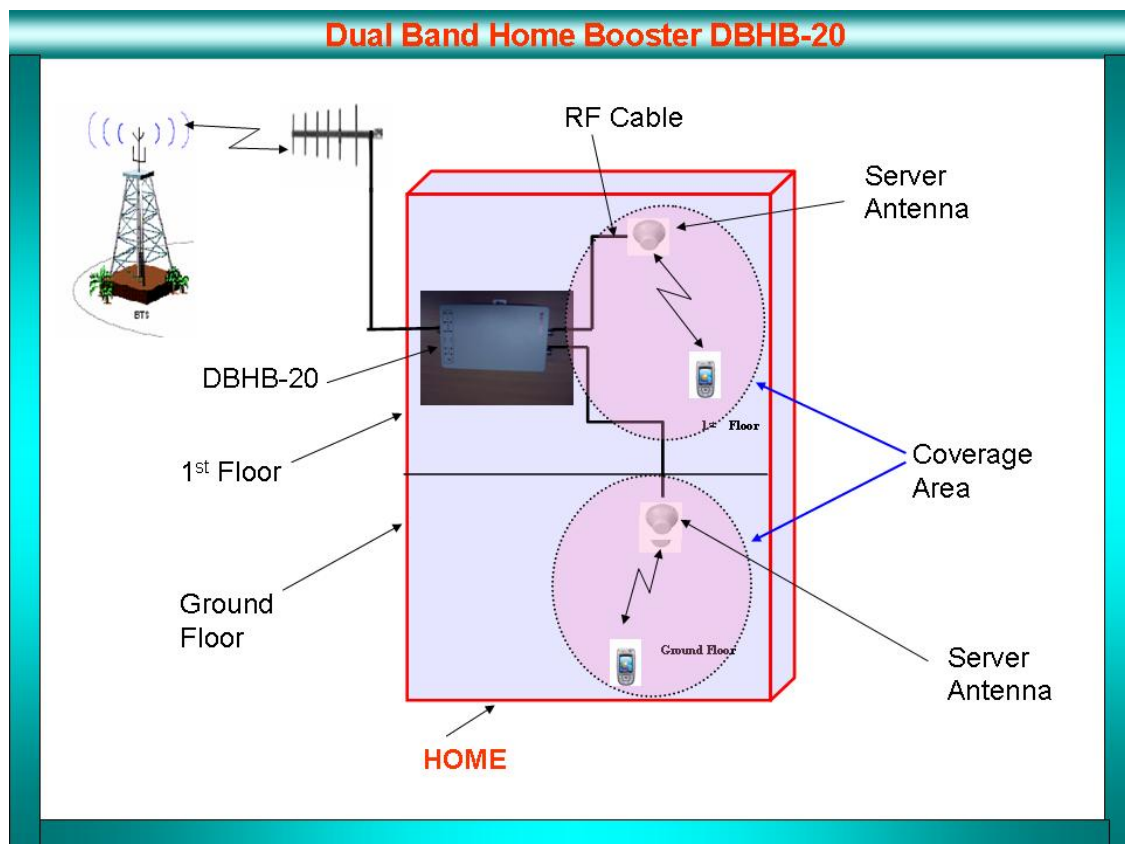 Dual Band Home Booster DBHB-20
RF Cable
Server
Antenna
BTS
DBHB-20
1st Floor
1st Floor
Coverage
Area
Ground
Floor
Ground Floor
Server
Antenna
HOME